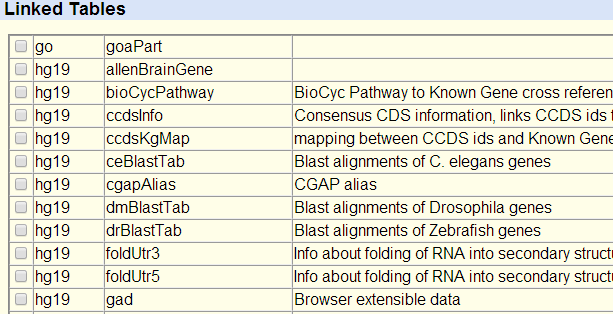 Linked Tables
go goaPart
hg19 allenBrainGene
hg19 bioCycPathway BioCyc Pathway to Known Gene cross referen
hg19 ccdsInfo Consensus CDS information, links CCDS ids t
hg19 ccdsKgMap mapping between CCDS ids and Known Gene
hg19 ceBlastTab Blast alignments of C. elegans genes
hg19 cgapAlias CGAP alias
hg19 dmBlastTab Blast alignments of Drosophila genes
hg19 drBlastTab Blast alignments of Zebrafish genes
hg19 foldUtr3 Info about folding of RNA into secondary struct
hg19 foldUtr5 Info about folding of RNA into secondary struct
hg19 gad Browser extensible data